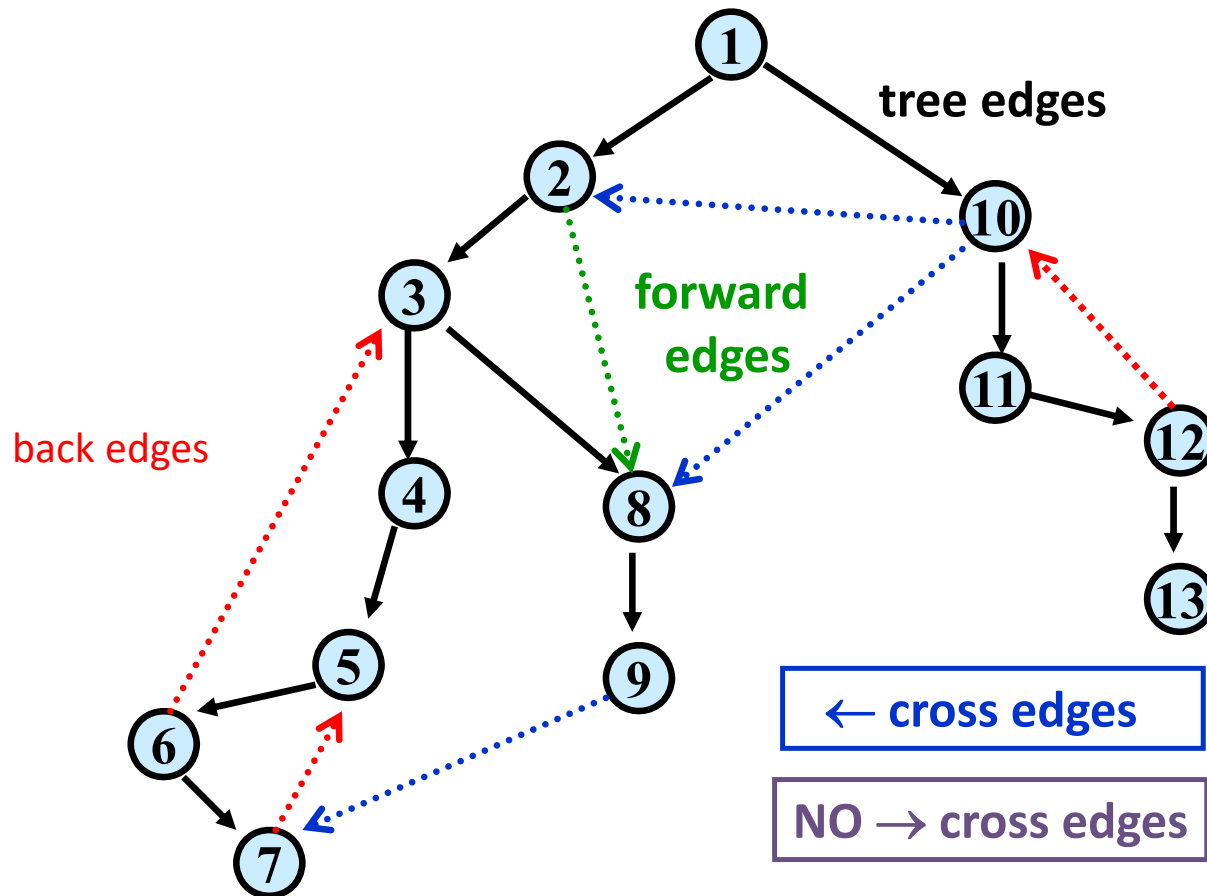 1
tree edges
2
10
3
forward
edges
11
back edges
12
4
8
13
5
9
← cross edges
6
NO → cross edges
7